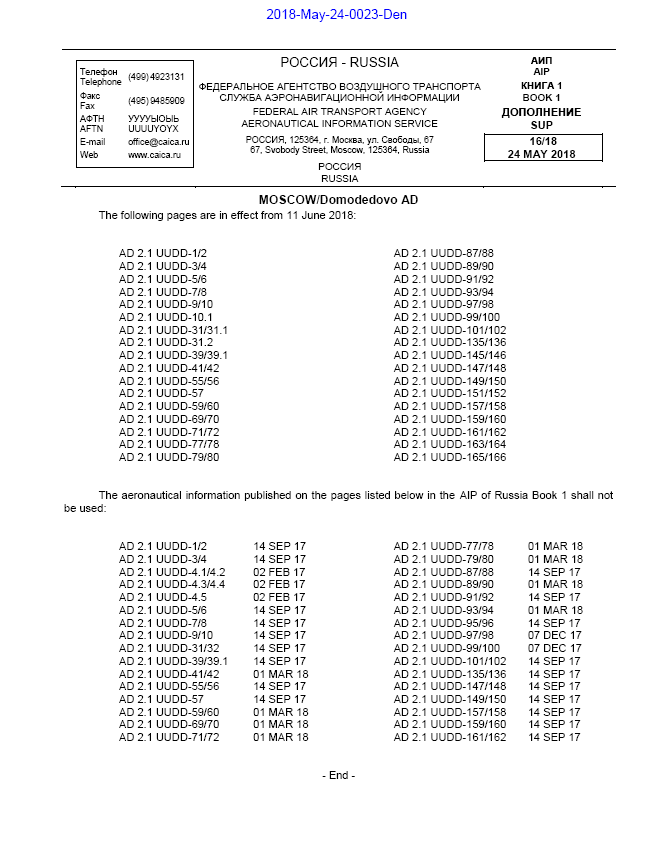 2018-May-24-0023-Den
Телефон
Telephone (499) 4923131
Факс
Fax (495) 9485909
АФТН УУУУЫОЫЬ
AFTN UUUUYOYX
E-mail office@caica.ru
Web www.caica.ru
РОССИЯ - RUSSIA
ФЕДЕРАЛЬНОЕ АГЕНТСТВО ВОЗДУШНОГО ТРАНСПОРТА
СЛУЖБА АЭРОНАВИГАЦИОННОЙ ИНФОРМАЦИИ
FEDERAL AIR TRANSPORT AGENCY
AERONAUTICAL INFORMATION SERVICE
РОССИЯ, 125364, г. Москва, ул. Свободы, 67
67, Svobody Street, Moscow, 125364, Russia
РОССИЯ
RUSSIA
АИП
AIP
КНИГА 1
BOOK 1
ДОПОЛНЕНИЕ
SUP
16/18
24 MAY 2018
MOSCOW/Domodedovo AD
The following pages are in effect from 11 June 2018:
AD 2.1 UUDD-1/2 AD 2.1 UUDD-87/88
AD 2.1 UUDD-3/4 AD 2.1 UUDD-89/90
AD 2.1 UUDD-5/6 AD 2.1 UUDD-91/92
AD 2.1 UUDD-7/8 AD 2.1 UUDD-93/94
AD 2.1 UUDD-9/10 AD 2.1 UUDD-97/98
AD 2.1 UUDD-10.1 AD 2.1 UUDD-99/100
AD 2.1 UUDD-31/31.1 AD 2.1 UUDD-101/102
AD 2.1 UUDD-31.2 AD 2.1 UUDD-135/136
AD 2.1 UUDD-39/39.1 AD 2.1 UUDD-145/146
AD 2.1 UUDD-41/42 AD 2.1 UUDD-147/148
AD 2.1 UUDD-55/56 AD 2.1 UUDD-149/150
AD 2.1 UUDD-57 AD 2.1 UUDD-151/152
AD 2.1 UUDD-59/60 AD 2.1 UUDD-157/158
AD 2.1 UUDD-69/70 AD 2.1 UUDD-159/160
AD 2.1 UUDD-71/72 AD 2.1 UUDD-161/162
AD 2.1 UUDD-77/78 AD 2.1 UUDD-163/164
AD 2.1 UUDD-79/80 AD 2.1 UUDD-165/166
The aeronautical information published on the pages listed below in the AIP of Russia Book 1 shall not
be used:
AD 2.1 UUDD-1/2 14 SEP 17 AD 2.1 UUDD-77/78 01 MAR 18
AD 2.1 UUDD-3/4 14 SEP 17 AD 2.1 UUDD-79/80 01 MAR 18
AD 2.1 UUDD-4.1/4.2 02 FEB 17 AD 2.1 UUDD-87/88 14 SEP 17
AD 2.1 UUDD-4.3/4.4 02 FEB 17 AD 2.1 UUDD-89/90 01 MAR 18
AD 2.1 UUDD-4.5 02 FEB 17 AD 2.1 UUDD-91/92 14 SEP 17
AD 2.1 UUDD-5/6 14 SEP 17 AD 2.1 UUDD-93/94 01 MAR 18
AD 2.1 UUDD-7/8 14 SEP 17 AD 2.1 UUDD-95/96 14 SEP 17
AD 2.1 UUDD-9/10 14 SEP 17 AD 2.1 UUDD-97/98 07 DEC 17
AD 2.1 UUDD-31/32 14 SEP 17 AD 2.1 UUDD-99/100 07 DEC 17
AD 2.1 UUDD-39/39.1 14 SEP 17 AD 2.1 UUDD-101/102 14 SEP 17
AD 2.1 UUDD-41/42 01 MAR 18 AD 2.1 UUDD-135/136 14 SEP 17
AD 2.1 UUDD-55/56 14 SEP 17 AD 2.1 UUDD-147/148 14 SEP 17
AD 2.1 UUDD-57 14 SEP 17 AD 2.1 UUDD-149/150 14 SEP 17
AD 2.1 UUDD-59/60 01 MAR 18 AD 2.1 UUDD-157/158 14 SEP 17
AD 2.1 UUDD-69/70 01 MAR 18 AD 2.1 UUDD-159/160 14 SEP 17
AD 2.1 UUDD-71/72 01 MAR 18 AD 2.1 UUDD-161/162 14 SEP 17
- End -